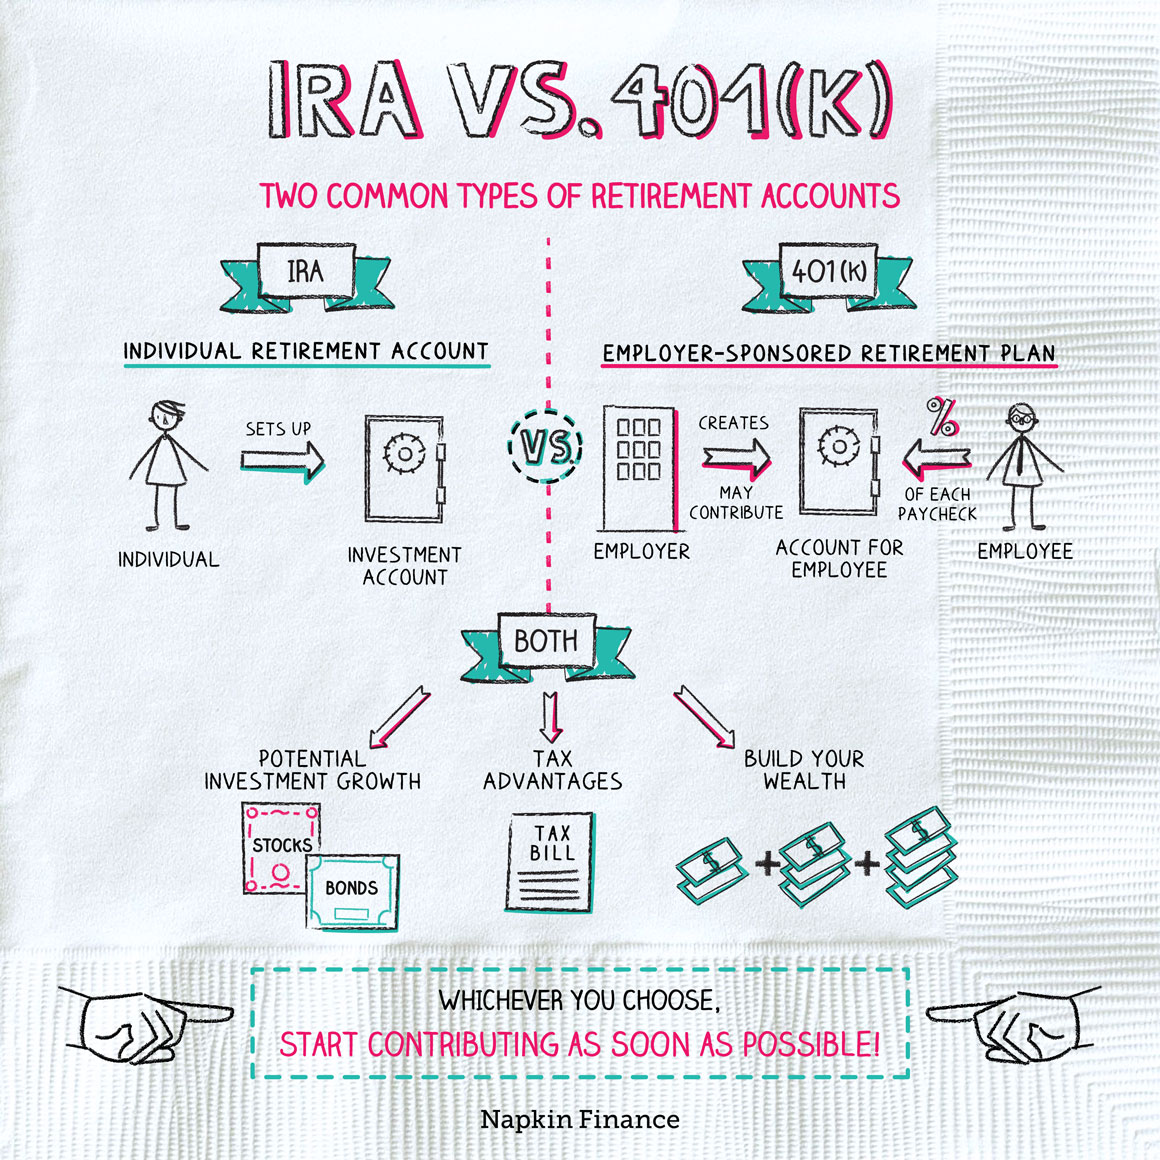 IRA VS. 401(K)
TWO COMMON TYPES OF RETIREMENT ACCOUNTS
IRA
INDIVIDUAL RETIREMENT ACCOUNT
INDIVIDUAL
SETS UP
INVESTMENT
ACCOUNT
VS.
401(K)
EMPLOYER-SPONSORED RETIREMENT PLAN
EMPLOYER
CREATES
MAY
CONTRIBUTE
ACCOUNT FOR
EMPLOYEE
%
OF EACH
PAYCHECK
EMPLOYEE
BOTH
POTENTIAL
INVESTMENT GROWTH
STOCKS
BONDS
TAX
ADVANTAGES
TAX
BILL
BUILD YOUR
WEALTH
$ + $ + $
WHICHEVER YOU CHOOSE,
START CONTRIBUTING AS SOON AS POSSIBLE!
Napkin Finance